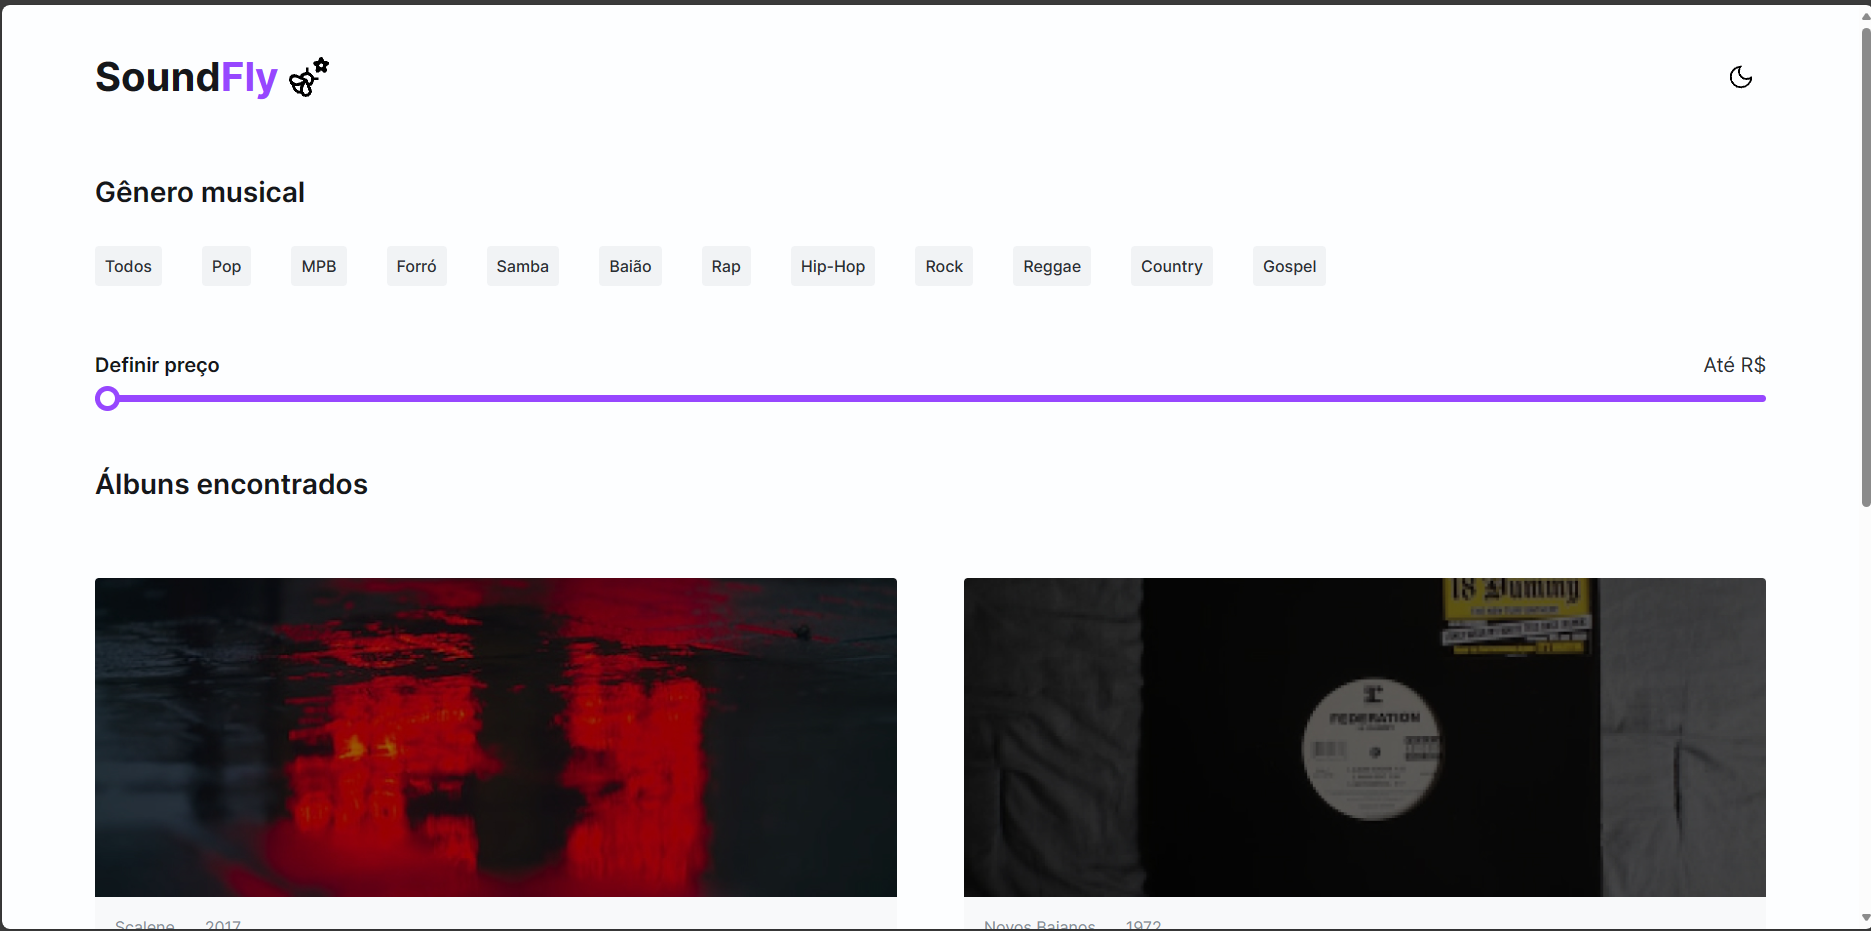 SoundFly
Gênero musical
Todos Pop MPB Forró Samba Baião Rap Hip-Hop Rock Reggae Country Gospel
Definir preço Até R$
Álbuns encontrados
18 Dummy
FEDERATION
Scalene 2017 Novos Baianos 1972